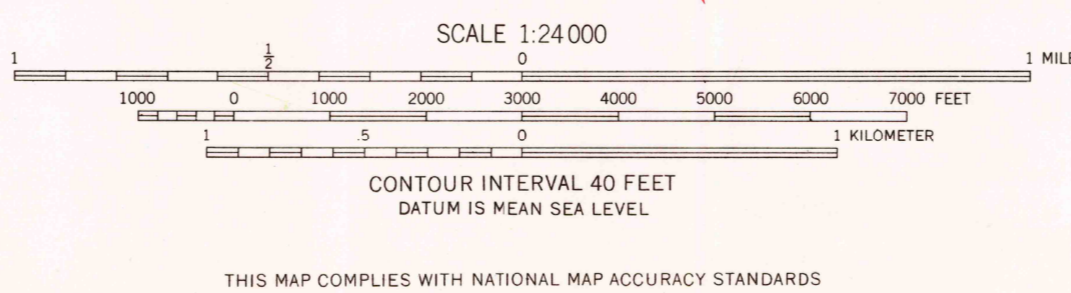 SCALE 1:24 000
1 1/2 0 1 MILE
1000 0 1000 2000 3000 4000 5000 6000 7000 FEET
1 .5 0 1 KILOMETER
CONTOUR INTERVAL 40 FEET
DATUM IS MEAN SEA LEVEL
THIS MAP COMPLIES WITH NATIONAL MAP ACCURACY STANDARDS